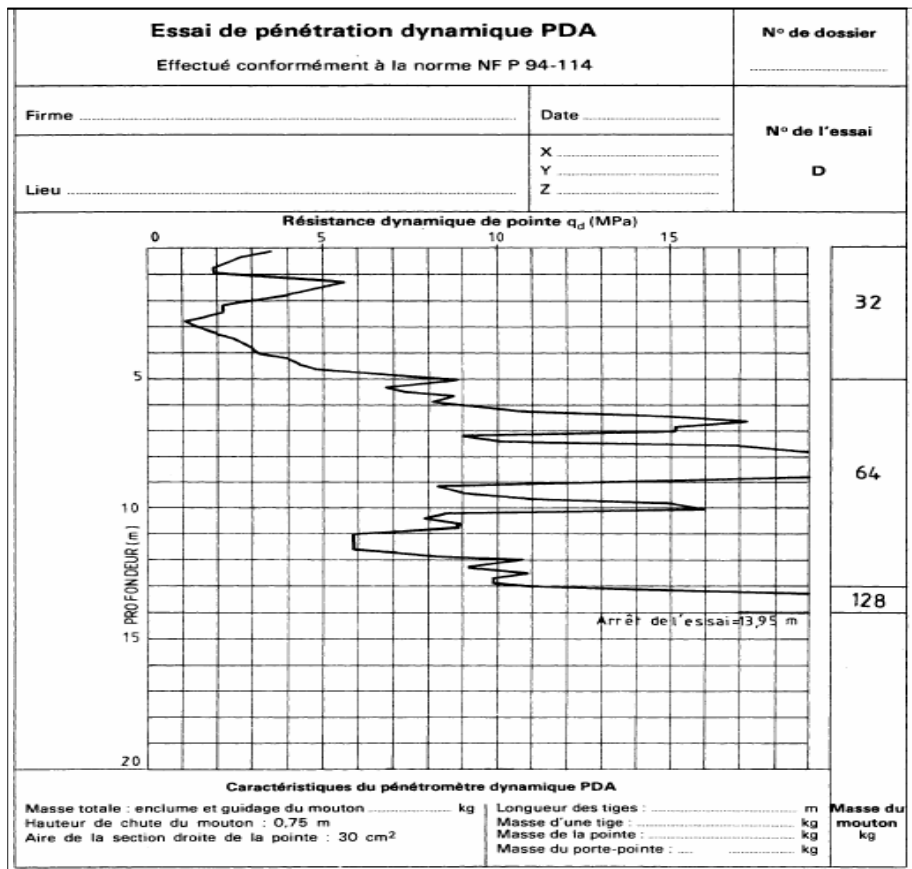 Essai de pénétration dynamique PDA
Effectué conformément à la norme NF P 94-114
N° de dossier
Firme
Date
N° de l'essai
X
Y
D
Lieu
Z
Résistance dynamique de pointe qd (MPa)
0 5 10 15
32
5
64
10
PROFONDEUR (m)
128
Arrêt de l'essai=13,95 m
15
20
Caractéristiques du pénétromètre dynamique PDA
Masse totale : enclume et guidage du mouton kg
Hauteur de chute du mouton : 0,75 m
Aire de la section droite de la pointe : 30 cm²
Longueur des tiges : m
Masse d'une tige : kg
Masse de la pointe : kg
Masse du porte-pointe : kg
Masse du
mouton
kg